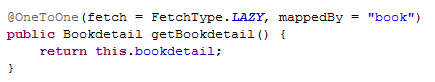 @OneToOne(fetch = FetchType.LAZY, mappedBy = "book")
public Bookdetail getBookdetail() {
    return this.bookdetail;
}